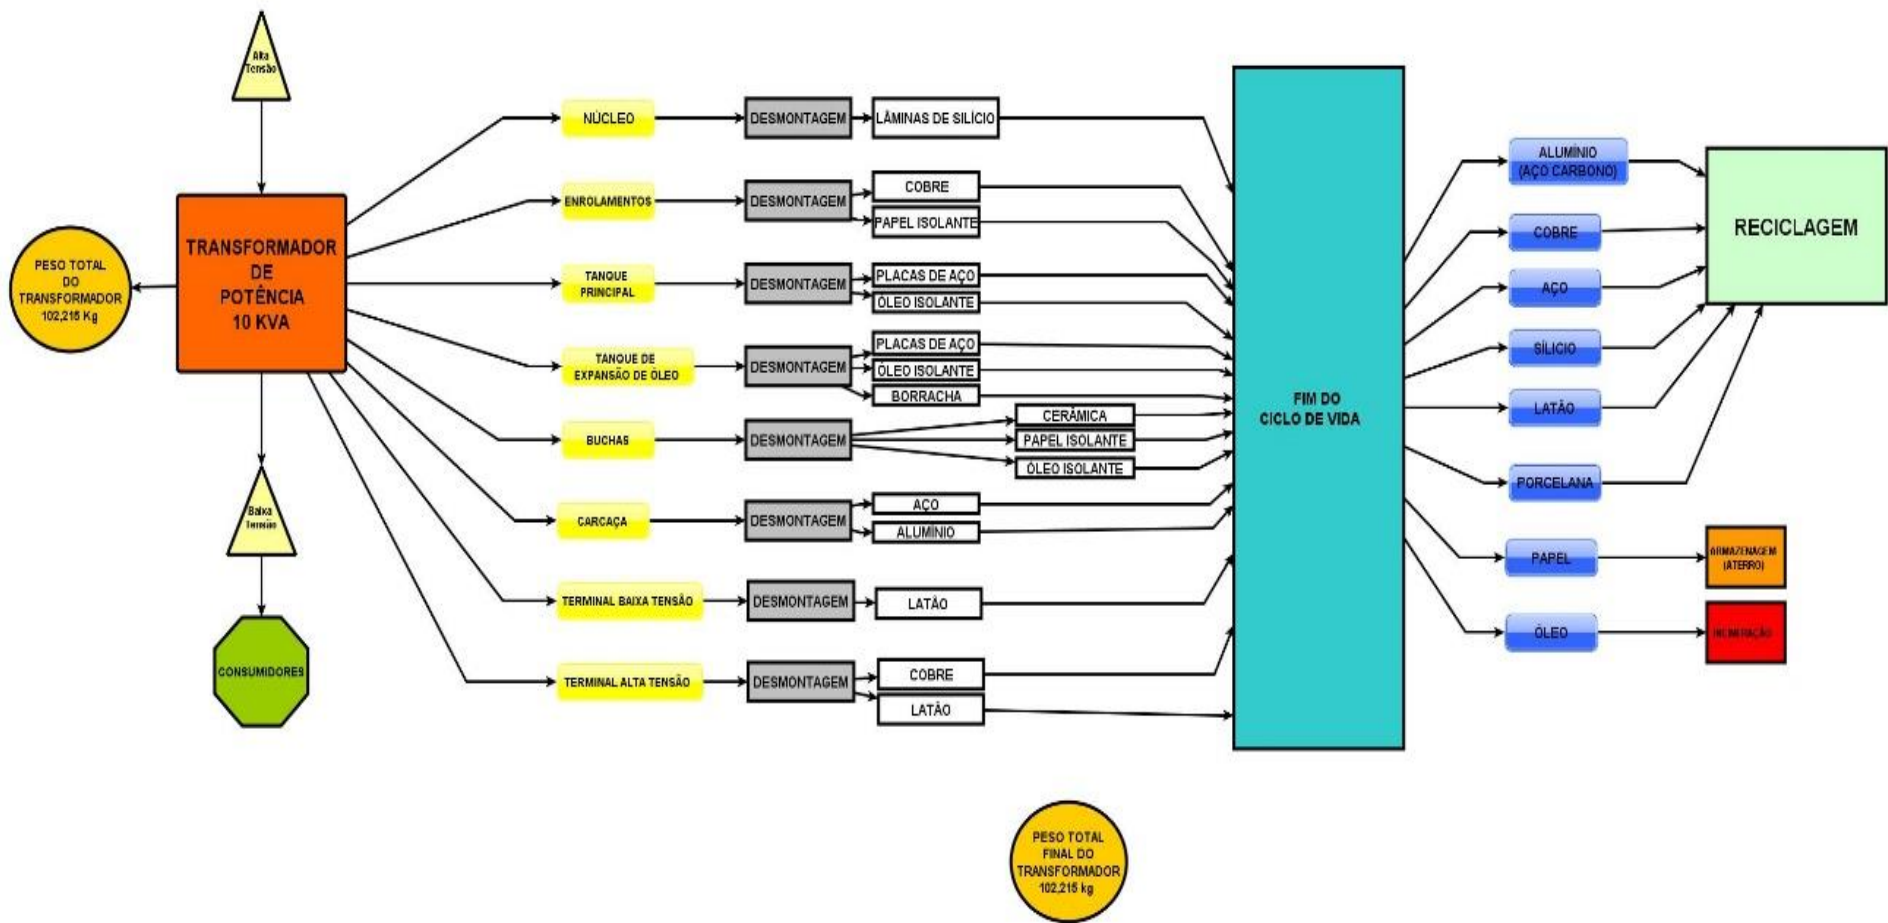 Alta
Tensão
PESO TOTAL
DO
TRANSFORMADOR
102,215 Kg
TRANSFORMADOR
DE
POTÊNCIA
10 KVA
Baixa
Tensão
CONSUMIDORES
NÚCLEO
DESMONTAGEM
LÂMINAS DE SILÍCIO
ENROLAMENTOS
DESMONTAGEM
COBRE
PAPEL ISOLANTE
TANQUE
PRINCIPAL
DESMONTAGEM
PLACAS DE AÇO
ÓLEO ISOLANTE
TANQUE DE
EXPANSÃO DE ÓLEO
DESMONTAGEM
PLACAS DE AÇO
ÓLEO ISOLANTE
BORRACHA
BUCHAS
DESMONTAGEM
CERÂMICA
PAPEL ISOLANTE
ÓLEO ISOLANTE
CARCAÇA
DESMONTAGEM
AÇO
ALUMÍNIO
TERMINAL BAIXA TENSÃO
DESMONTAGEM
LATÃO
TERMINAL ALTA TENSÃO
DESMONTAGEM
COBRE
LATÃO
FIM DO
CICLO DE VIDA
ALUMÍNIO
(AÇO CARBONO)
COBRE
AÇO
SÍLICIO
LATÃO
PORCELANA
PAPEL
ÓLEO
RECICLAGEM
ARMAZENAGEM
(ATERRO)
PESO TOTAL
FINAL DO
TRANSFORMADOR
102,215 kg